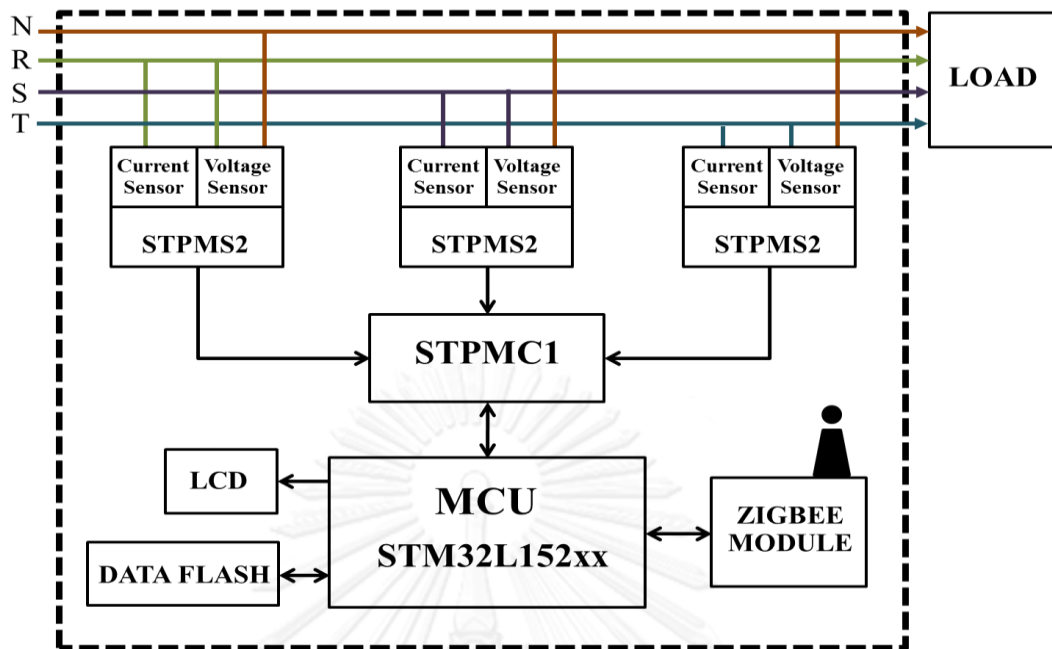 N
R
S
T
LOAD
Current
Sensor
Voltage
Sensor
STPMS2
Current
Sensor
Voltage
Sensor
STPMS2
Current
Sensor
Voltage
Sensor
STPMS2
STPMC1
LCD
MCU
STM32L152xx
ZIGBEE
MODULE
DATA FLASH